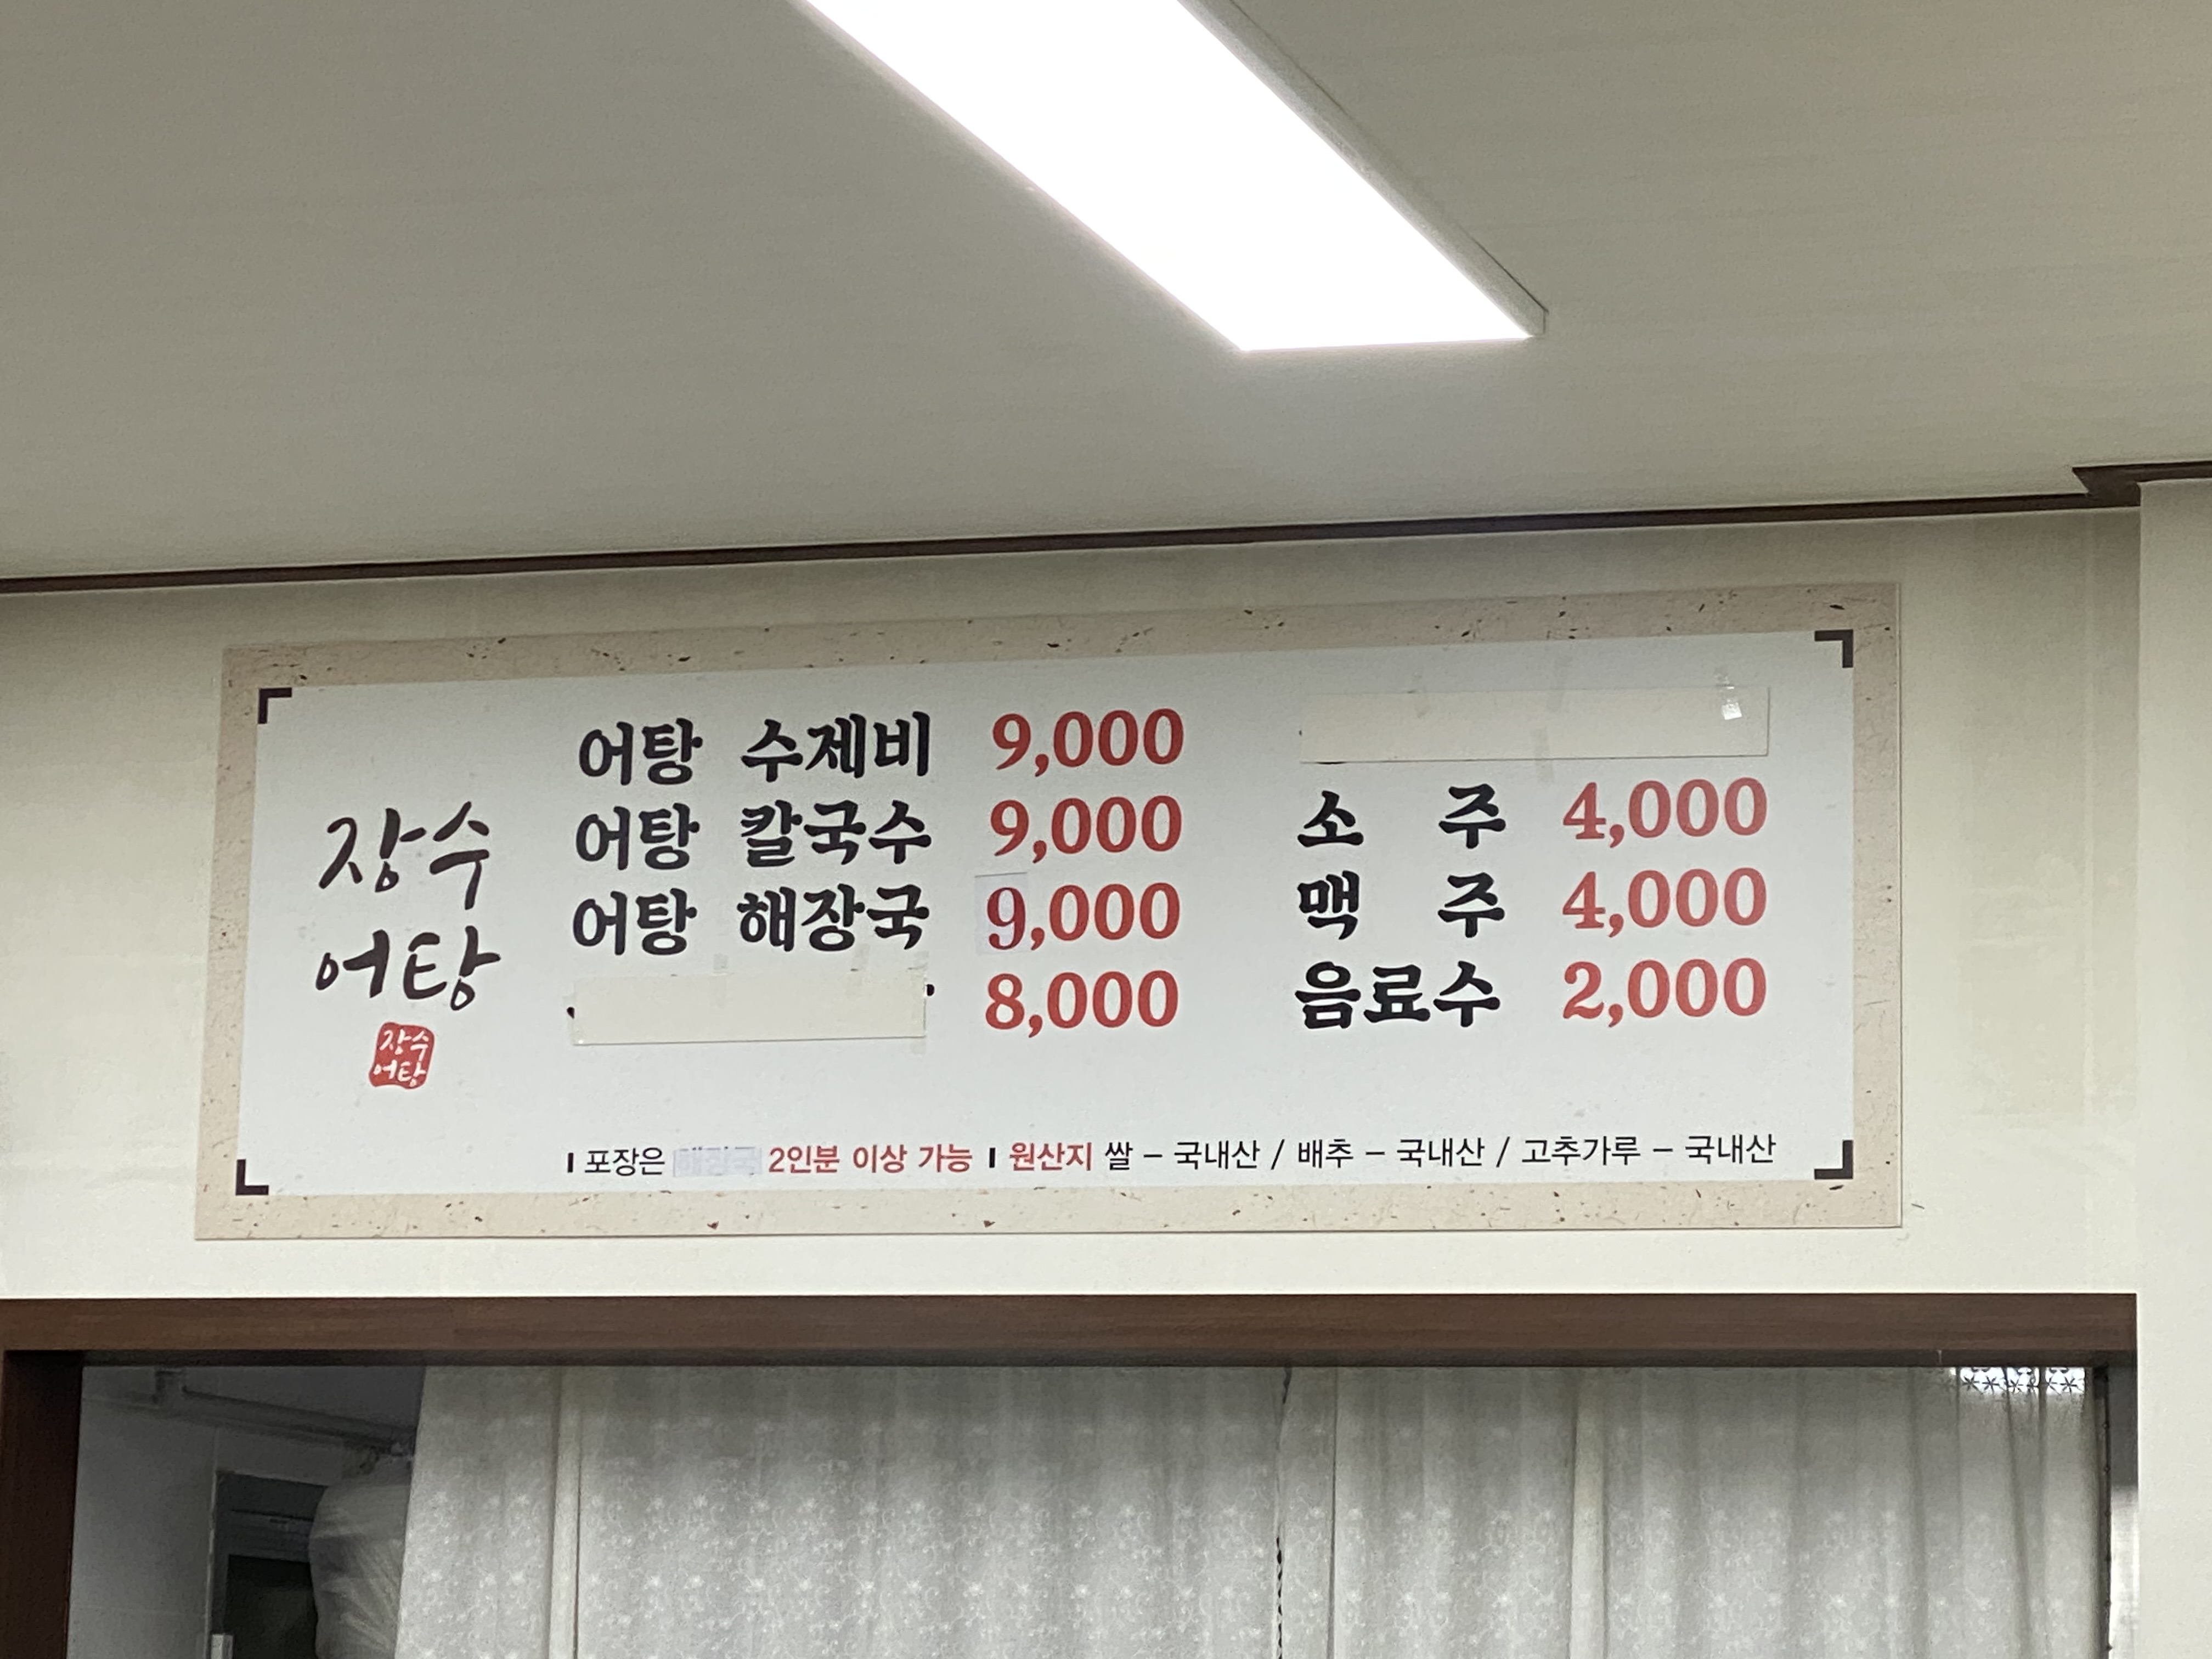 장수
어탕
장수
어탕
어탕 수제비 9,000
어탕 칼국수 9,000
어탕 해장국 9,000
8,000
소 주 4,000
맥 주 4,000
음료수 2,000
포장은 해장국 2인분 이상 가능 I 원산지 쌀 - 국내산 / 배추 - 국내산 / 고추가루 - 국내산